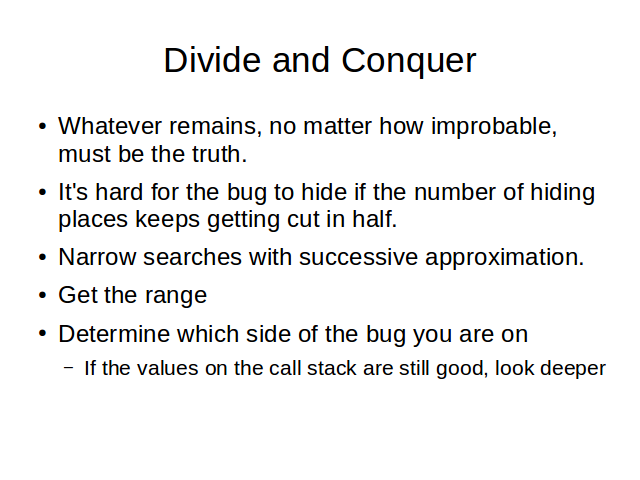 Divide and Conquer
• Whatever remains, no matter how improbable,
must be the truth.
• It's hard for the bug to hide if the number of hiding
places keeps getting cut in half.
• Narrow searches with successive approximation.
• Get the range
• Determine which side of the bug you are on
– If the values on the call stack are still good, look deeper